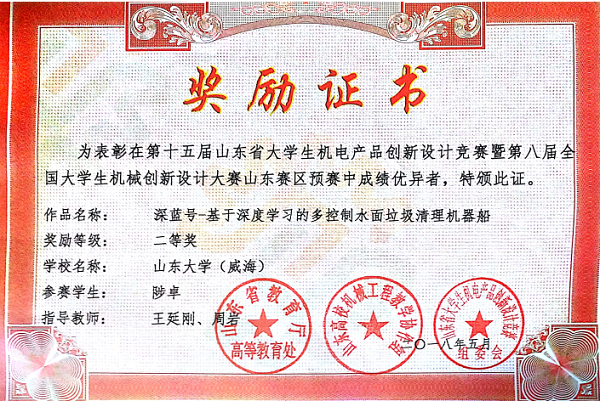 奖励证书
为表彰在第十五届山东省大学生机电产品创新设计竞赛暨第八届全
国大学生机械创新设计大赛山东赛区预赛中成绩优异者，特颁此证。
作品名称： 深蓝号-基于深度学习的多控制水面垃圾清理机器船
奖励等级： 二等奖
学校名称： 山东大学（威海）
参赛学生： 陟卓
指导教师： 王延刚、周岩
山东省教育厅
高等教育处
山东高校机械工程教学协作组
山东省大学生机电产品创新设计竞赛
组委会
二〇一八年五月